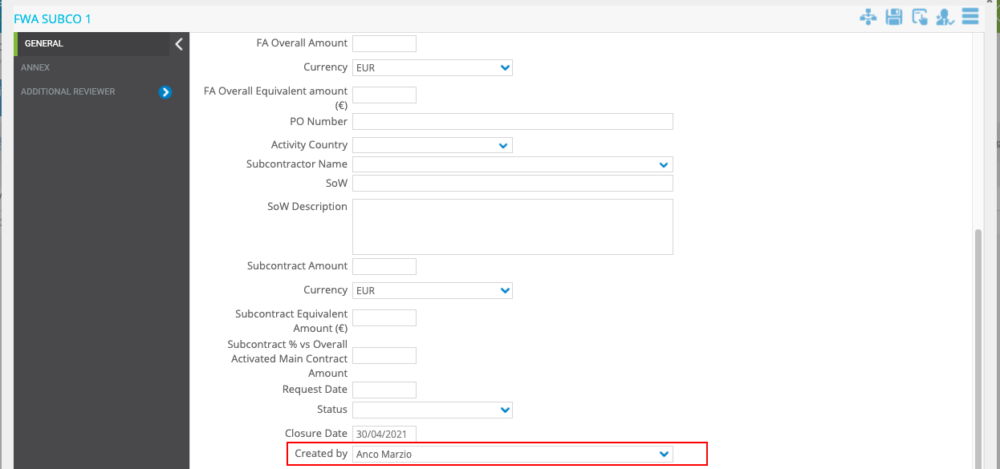 FWA SUBCO 1
GENERAL
ANNEX
ADDITIONAL REVIEWER
FA Overall Amount
Currency EUR
FA Overall Equivalent amount
(€)
PO Number
Activity Country
Subcontractor Name
SoW
SoW Description
Subcontract Amount
Currency EUR
Subcontract Equivalent
Amount (€)
Subcontract % vs Overall
Activated Main Contract
Amount
Request Date
Status
Closure Date 30/04/2021
Created by Anco Marzio